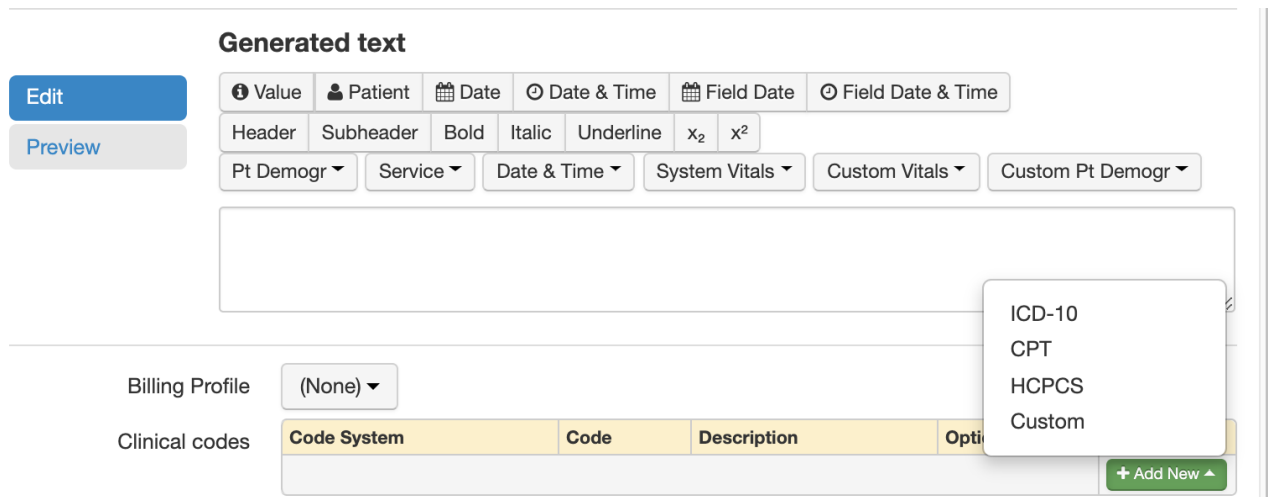 Generated text
Edit
Preview
Value Patient Date Date & Time Field Date Field Date & Time
Header Subheader Bold Italic Underline x₂ x²
Pt Demogr Service Date & Time System Vitals Custom Vitals Custom Pt Demogr
ICD-10
CPT
HCPCS
Custom
Billing Profile (None)
Clinical codes
Code System Code Description
+ Add New